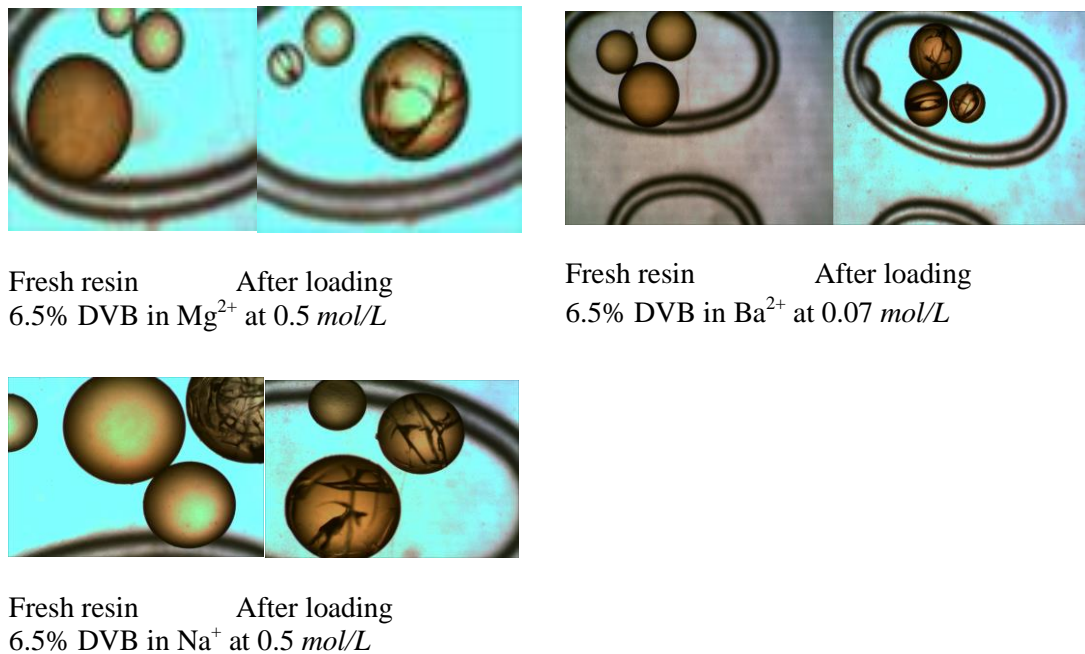 Fresh resin After loading
6.5% DVB in Mg²⁺ at 0.5 mol/L
Fresh resin After loading
6.5% DVB in Ba²⁺ at 0.07 mol/L
Fresh resin After loading
6.5% DVB in Na⁺ at 0.5 mol/L